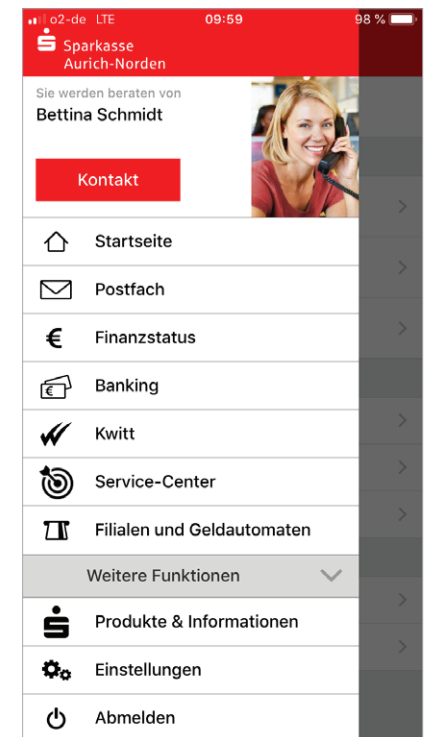 o2-de LTE 09:59 98 %
Sparkasse
Aurich-Norden
Sie werden beraten von
Bettina Schmidt
Kontakt
Startseite
Postfach
€ Finanzstatus
€ Banking
Kwitt
Service-Center
Filialen und Geldautomaten
Weitere Funktionen
Produkte & Informationen
Einstellungen
Abmelden